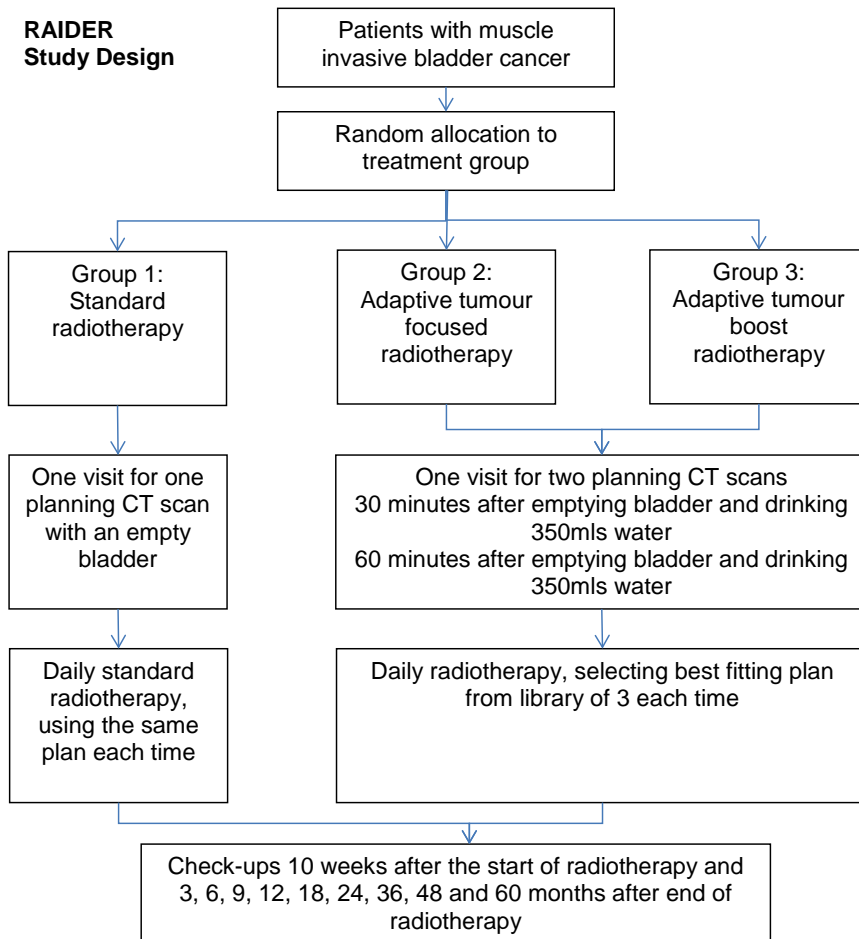 RAIDER
Study Design
Patients with muscle
invasive bladder cancer
Random allocation to
treatment group
Group 1:
Standard
radiotherapy
Group 2:
Adaptive tumour
focused
radiotherapy
Group 3:
Adaptive tumour
boost
radiotherapy
One visit for one
planning CT scan
with an empty
bladder
One visit for two planning CT scans
30 minutes after emptying bladder and drinking
350mls water
60 minutes after emptying bladder and drinking
350mls water
Daily standard
radiotherapy,
using the same
plan each time
Daily radiotherapy, selecting best fitting plan
from library of 3 each time
Check-ups 10 weeks after the start of radiotherapy and
3, 6, 9, 12, 18, 24, 36, 48 and 60 months after end of
radiotherapy